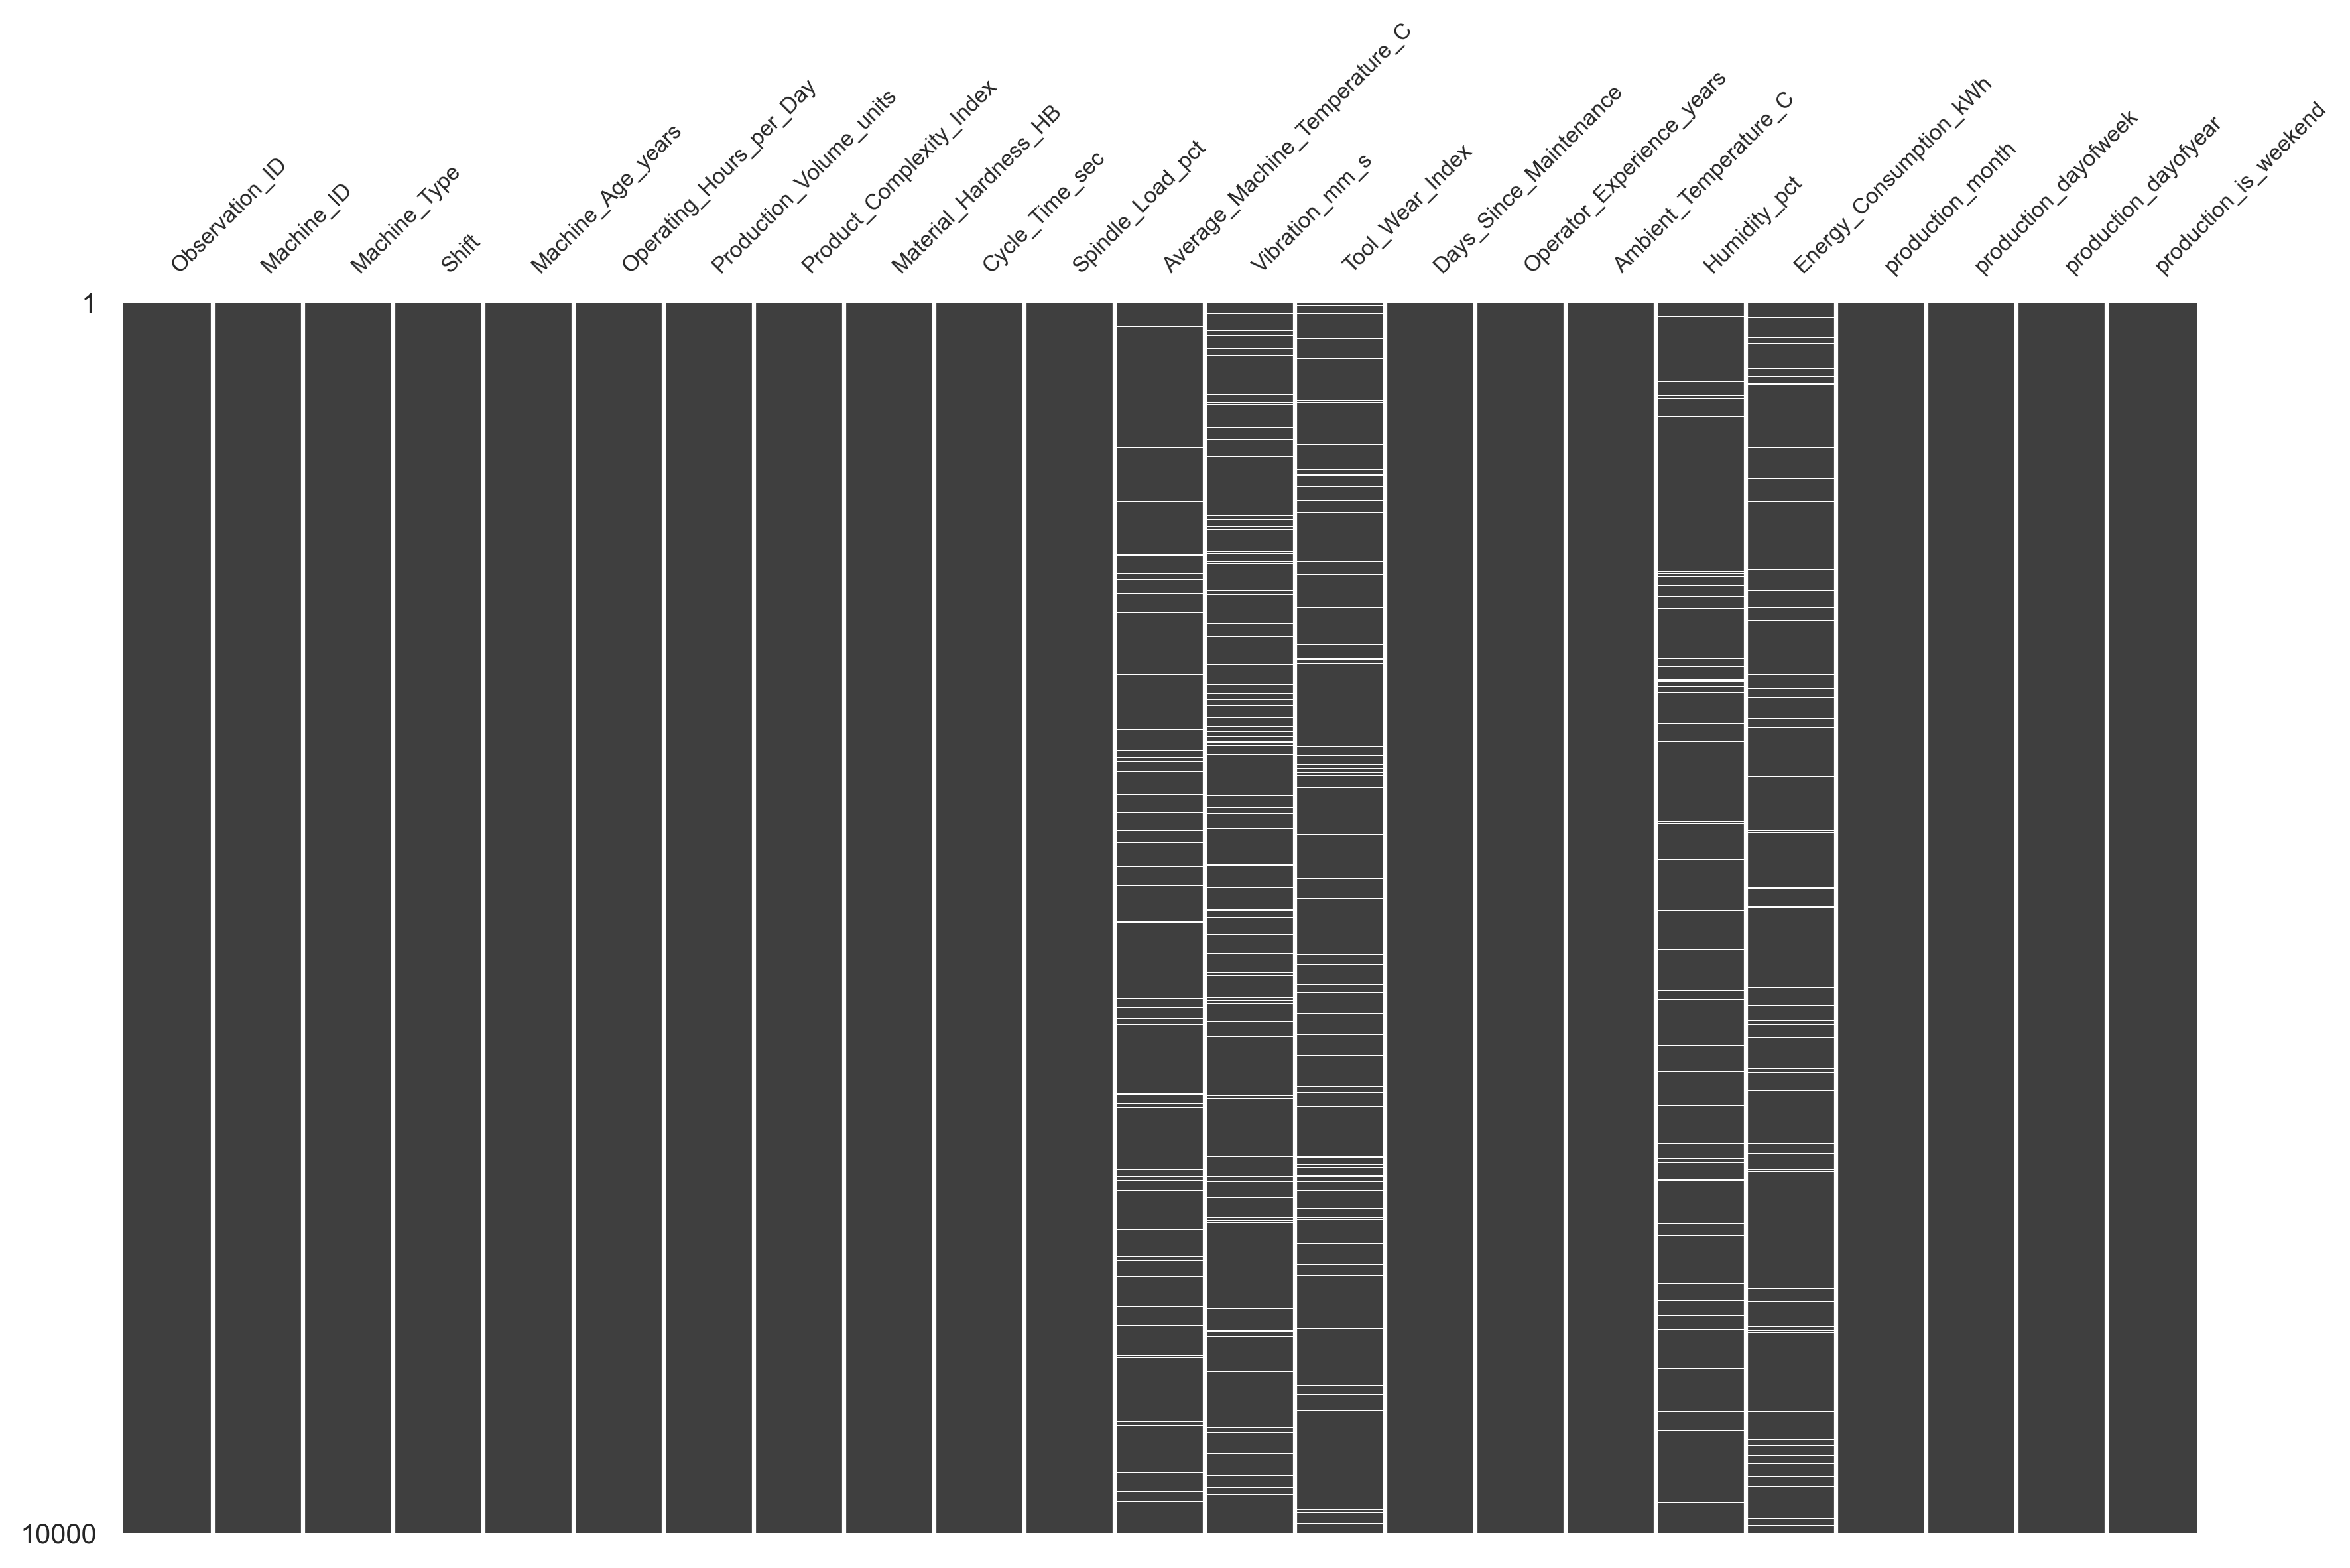 Observation_ID
Machine_ID
Machine_Type
Shift
Machine_Age_years
Operating_Hours_per_Day
Production_Volume_units
Product_Complexity_Index
Material_Hardness_HB
Cycle_Time_sec
Spindle_Load_pct
Average_Machine_Temperature_C
Vibration_mm_s
Tool_Wear_Index
Days_Since_Maintenance
Operator_Experience_years
Ambient_Temperature_C
Humidity_pct
Energy_Consumption_kWh
production_month
production_dayofweek
production_dayofyear
production_is_weekend
1
10000